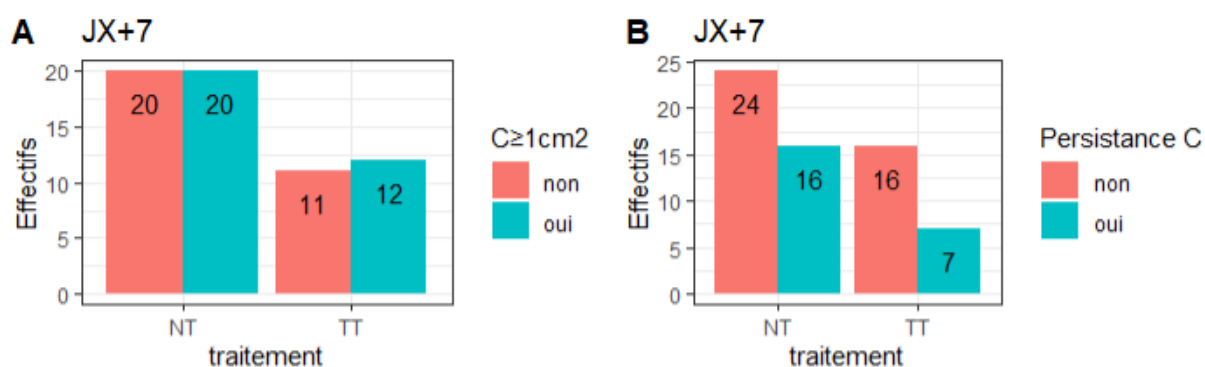 A JX+7
Effectifs
20
15
10
5
0
20
20
11
12
NT
TT
traitement
C≥1cm2
non
oui
B JX+7
Effectifs
25
20
15
10
5
0
24
16
16
7
NT
TT
traitement
Persistance C
non
oui